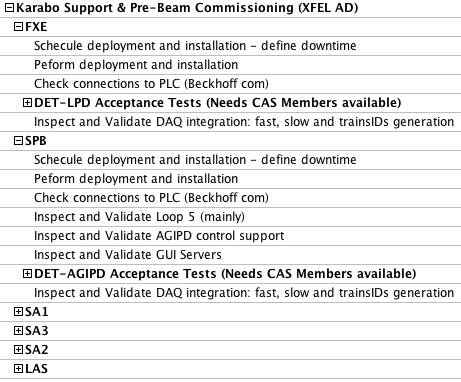 Karabo Support & Pre-Beam Commissioning (XFEL AD)
FXE
Schecule deployment and installation - define downtime
Peform deployment and installation
Check connections to PLC (Beckhoff com)
DET-LPD Acceptance Tests (Needs CAS Members available)
Inspect and Validate DAQ integration: fast, slow and trainsIDs generation
SPB
Schecule deployment and installation - define downtime
Peform deployment and installation
Check connections to PLC (Beckhoff com)
Inspect and Validate Loop 5 (mainly)
Inspect and Validate AGIPD control support
Inspect and Validate GUI Servers
DET-AGIPD Acceptance Tests (Needs CAS Members available)
Inspect and Validate DAQ integration: fast, slow and trainsIDs generation
SA1
SA3
SA2
LAS